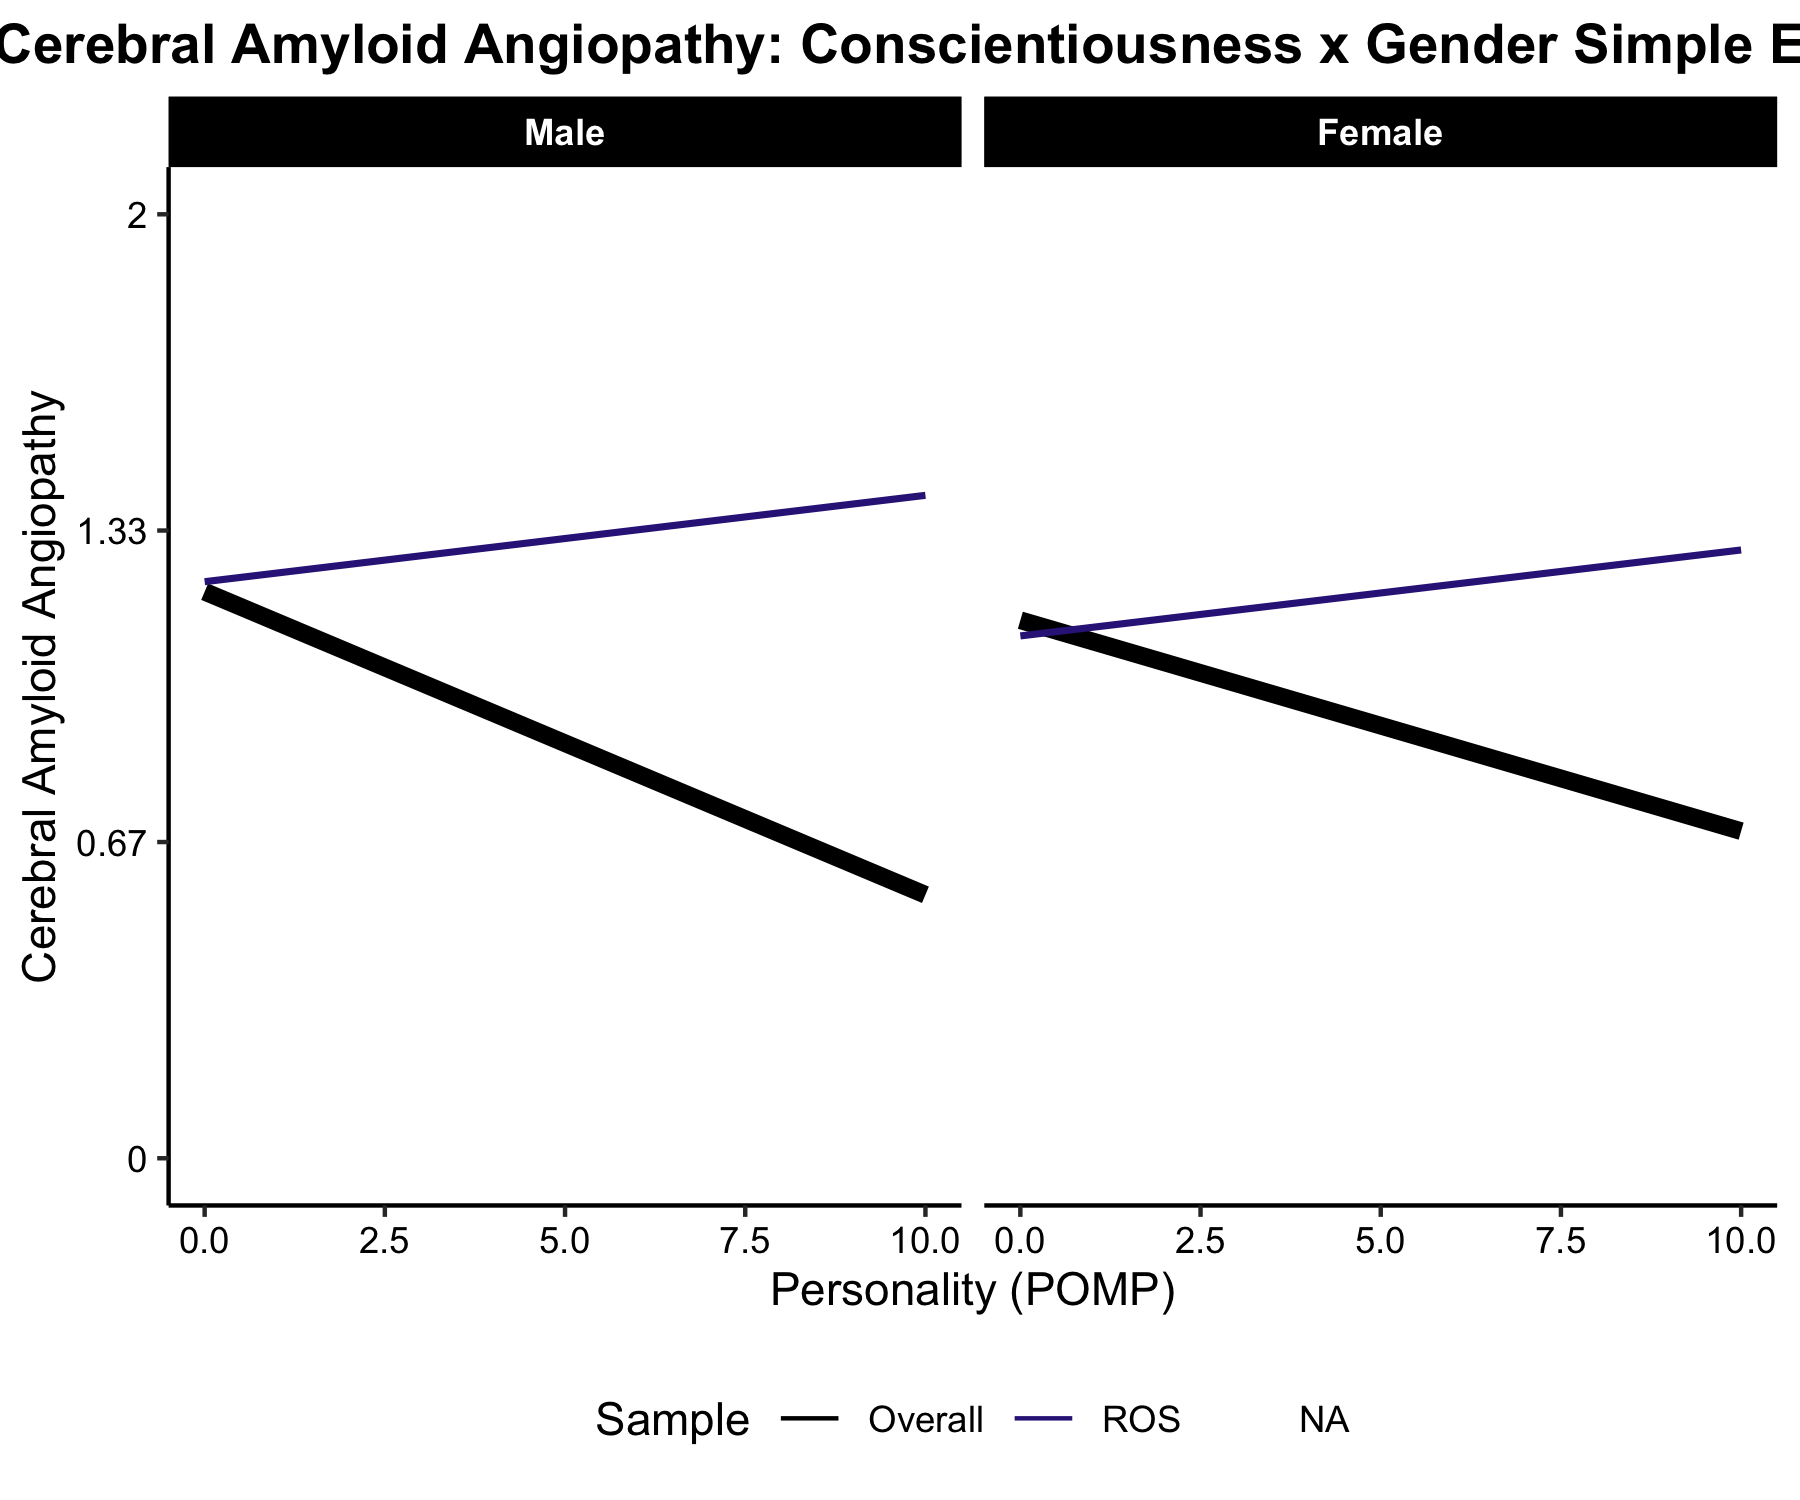 Cerebral Amyloid Angiopathy: Conscientiousness x Gender Simple E
Male
Female
Cerebral Amyloid Angiopathy
2
1.33
0.67
0
0.0 2.5 5.0 7.5 10.0
0.0 2.5 5.0 7.5 10.0
Personality (POMP)
Sample Overall ROS NA